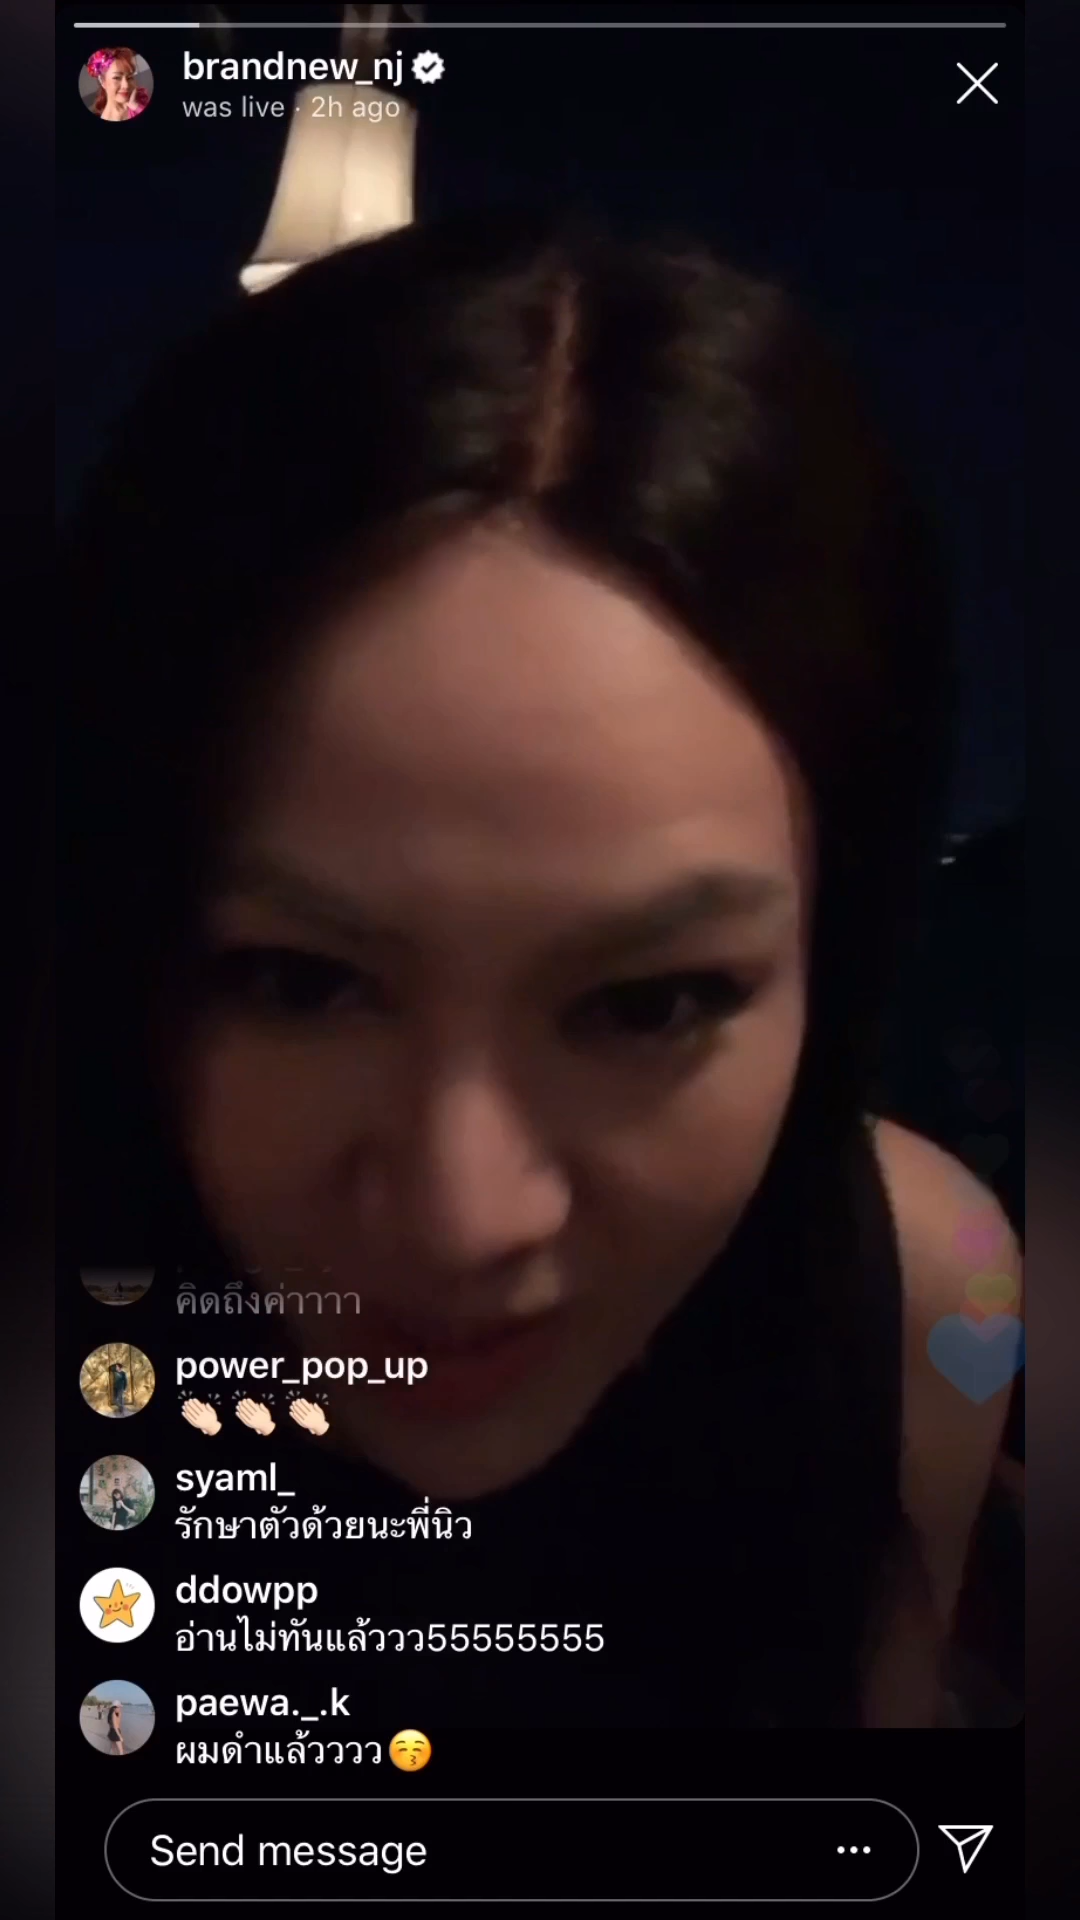 brandnew_nj
was live · 2h ago
คิดถึงค่าาาา
power_pop_up
👏🏻👏🏻👏🏻
syaml_
รักษาตัวด้วยนะพี่นิว
ddowpp
อ่านไม่ทันแล้ววว55555555
paewa._.k
ผมดำแล้วววว😚
Send message